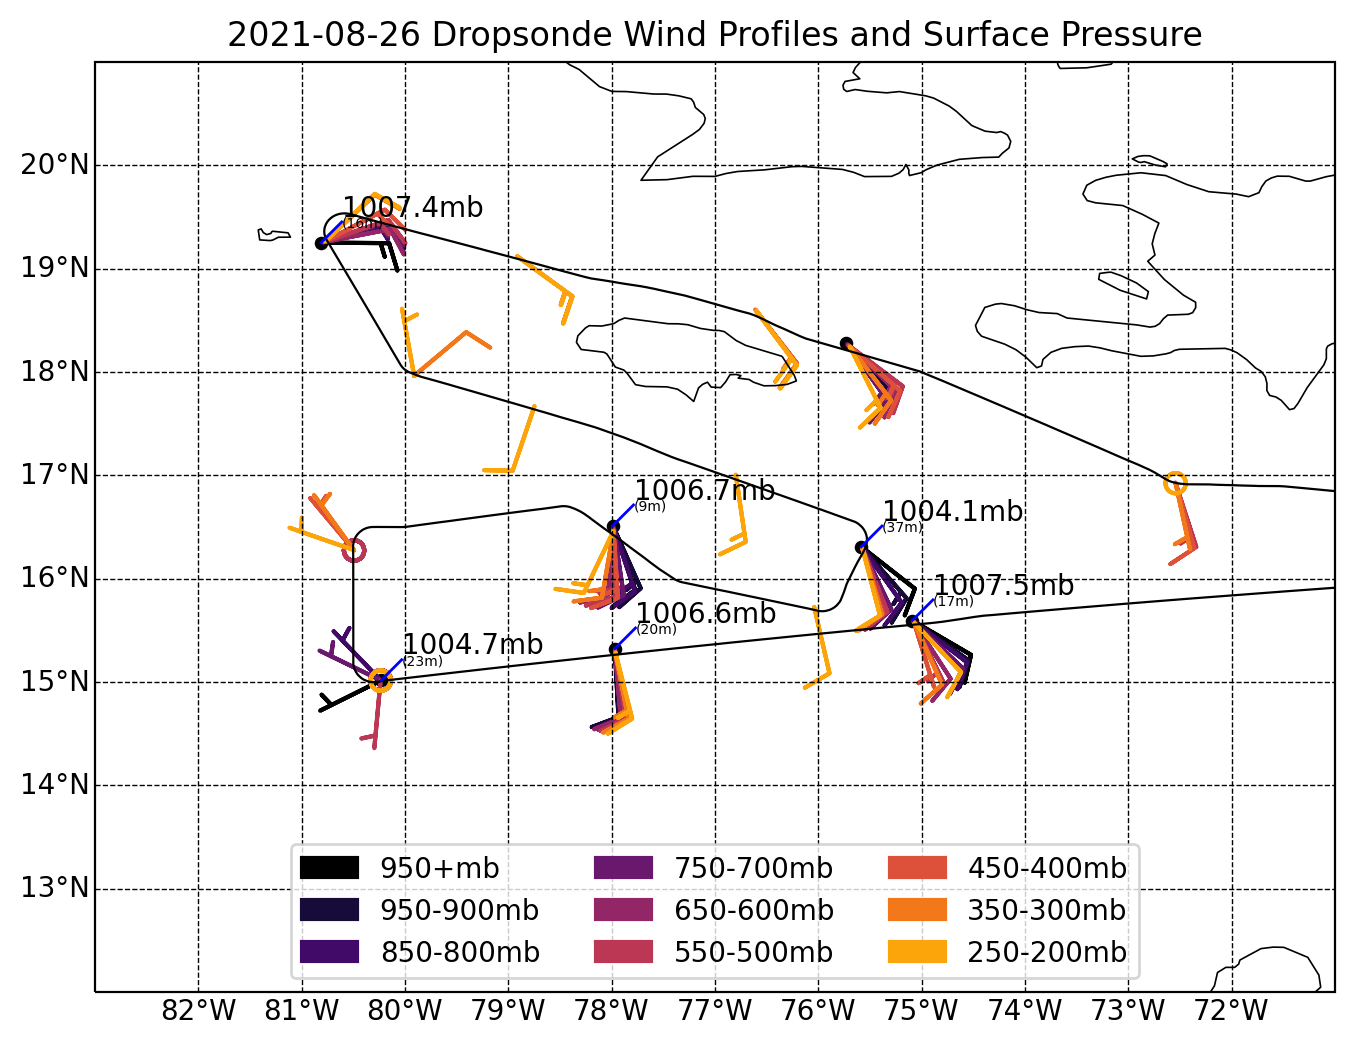 2021-08-26 Dropsonde Wind Profiles and Surface Pressure
20°N
1007.4mb
(16m)
19°N
18°N
17°N
1006.7mb
(9m)
1004.1mb
(37m)
16°N
1007.5mb
(17m)
1006.6mb
(20m)
1004.7mb
(23m)
15°N
14°N
13°N
950+mb
950-900mb
850-800mb
750-700mb
650-600mb
550-500mb
450-400mb
350-300mb
250-200mb
82°W 81°W 80°W 79°W 78°W 77°W 76°W 75°W 74°W 73°W 72°W